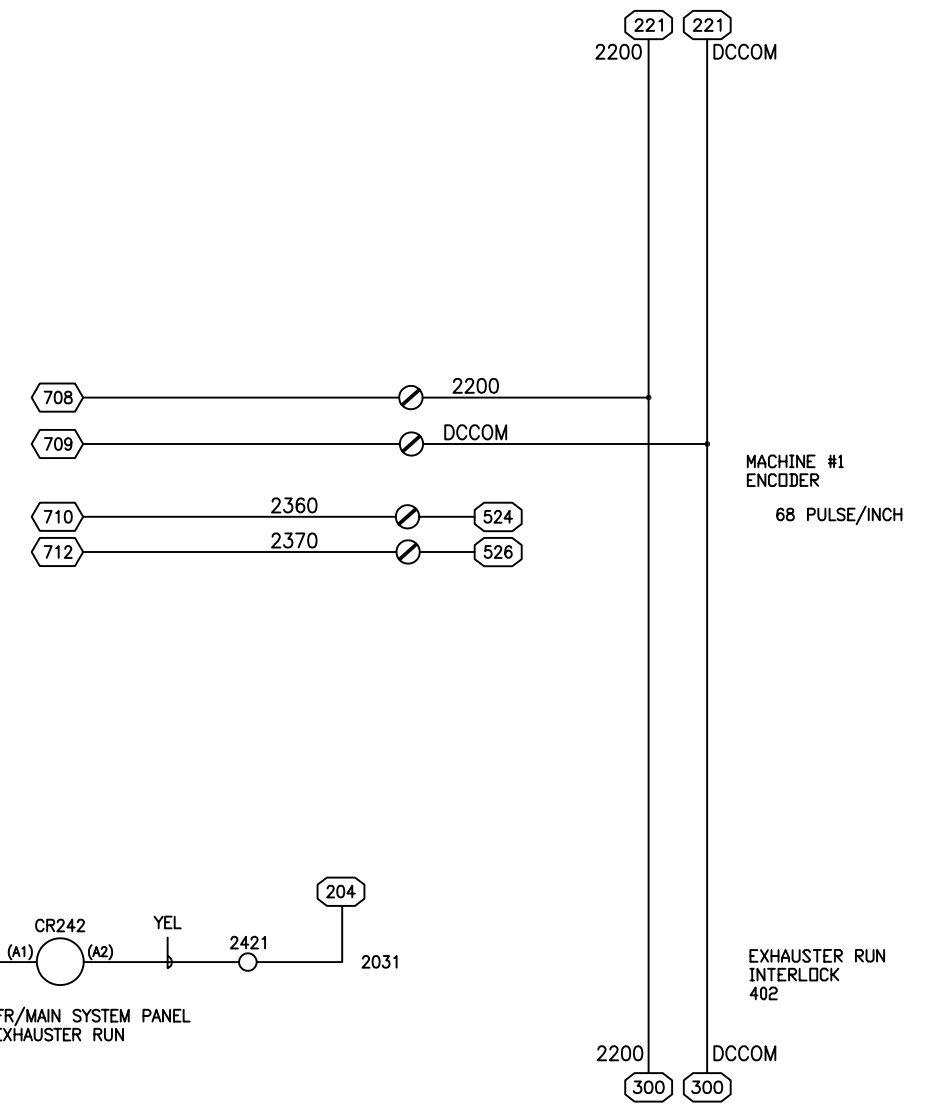 221 221
2200 DCCOM
708 2200
709 DCCOM
MACHINE #1
ENCODER
68 PULSE/INCH
710 2360 524
712 2370 526
204
CR242 YEL
(A1) (A2) 2421
2031
EXHAUSTER RUN
INTERLOCK
402
FR/MAIN SYSTEM PANEL
EXHAUSTER RUN
2200 DCCOM
300 300